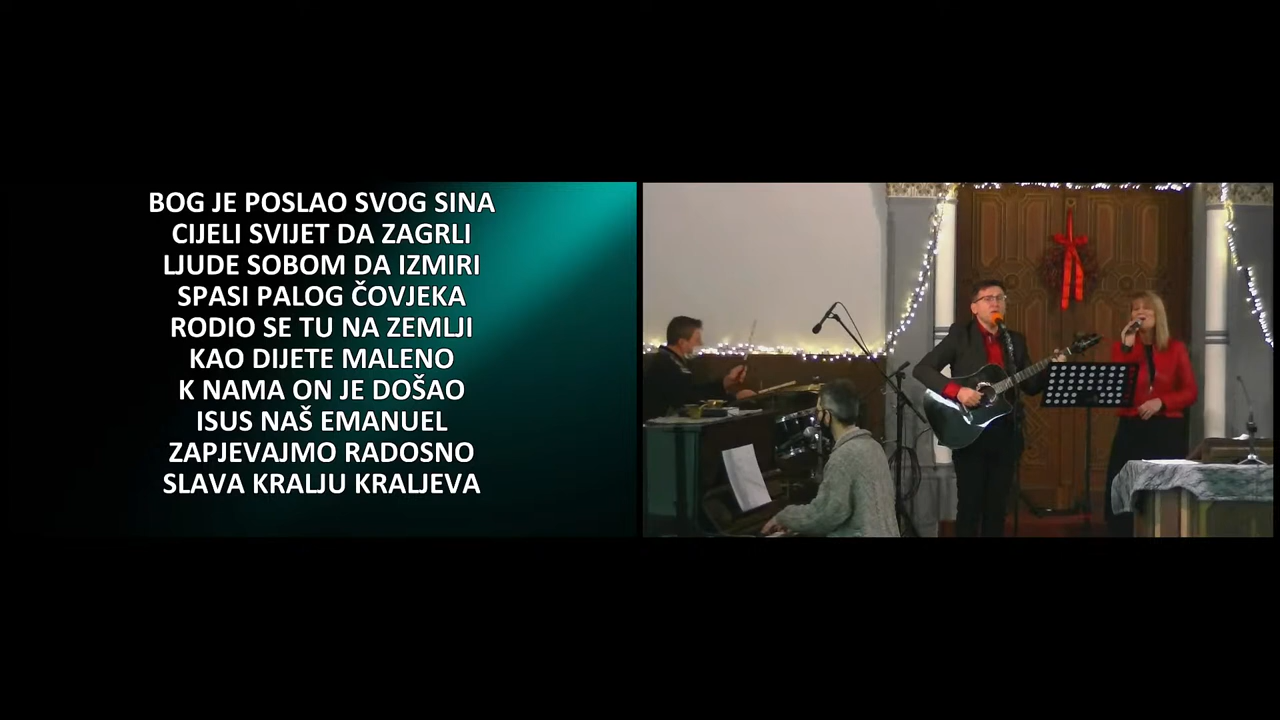 BOG JE POSLAO SVOG SINA
CIJELI SVIJET DA ZAGRLI
LJUDE SOBOM DA IZMIRI
SPASI PALOG ČOVJEKA
RODIO SE TU NA ZEMLJI
KAO DIJETE MALENO
K NAMA ON JE DOŠAO
ISUS NAŠ EMANUEL
ZAPJEVAJMO RADOSNO
SLAVA KRALJU KRALJEVA